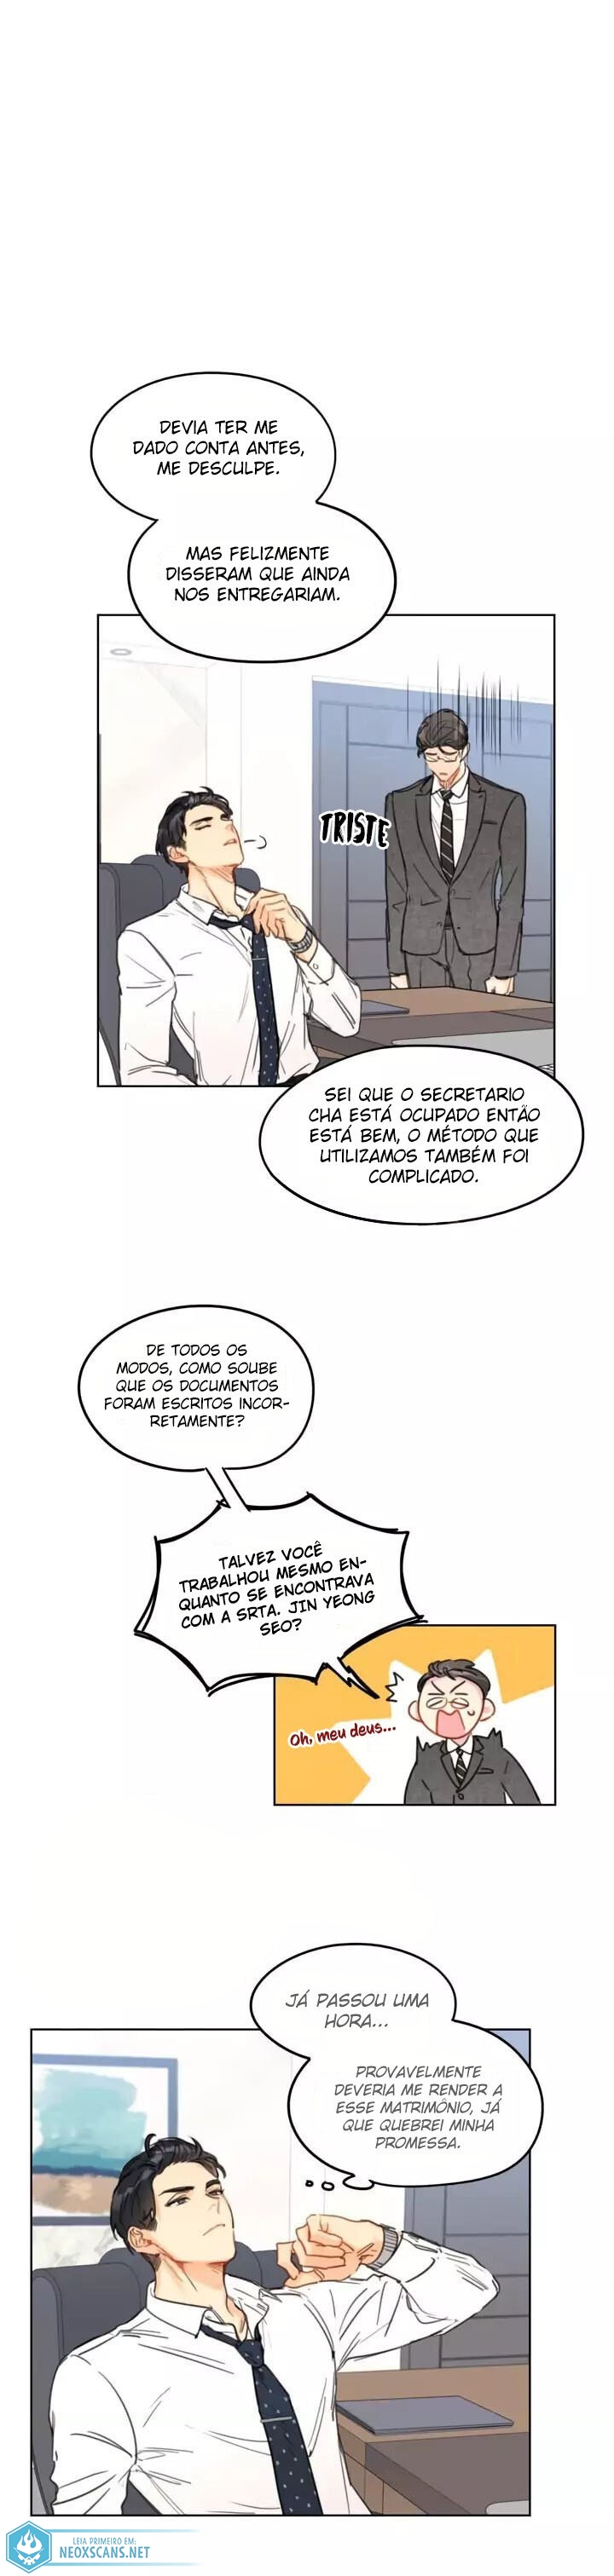 DEVIA TER ME
DADO CONTA ANTES,
ME DESCULPE.
MAS FELIZMENTE
DISSERAM QUE AINDA
NOS ENTREGARIAM.
TRISTE
SEI QUE O SECRETARIO
CHA ESTÁ OCUPADO ENTÃO
ESTÁ BEM, O MÉTODO QUE
UTILIZAMOS TAMBÉM FOI
COMPLICADO.
DE TODOS OS
MODOS, COMO SOUBE
QUE OS DOCUMENTOS
FORAM ESCRITOS INCOR-
RETAMENTE?
TALVEZ VOCÊ
TRABALHOU MESMO EN-
QUANTO SE ENCONTRAVA
COM A SRTA. JIN YEONG
SEO?
Oh, meu deus...
JÁ PASSOU UMA
HORA...
PROVAVELMENTE
DEVERIA ME RENDER A
ESSE MATRIMÔNIO, JÁ
QUE QUEBREI MINHA
PROMESSA.
LEIA PRIMEIRO EM:
NEOXSCANS.NET